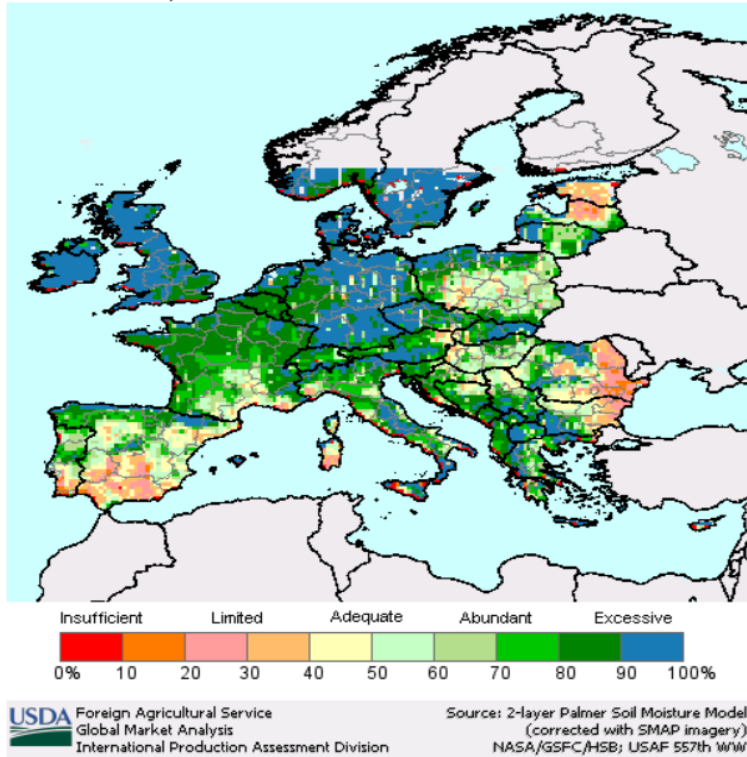 Insufficient Limited Adequate Abundant Excessive
0% 10 20 30 40 50 60 70 80 90 100%
USDA Foreign Agricultural Service
Global Market Analysis
International Production Assessment Division
Source: 2-layer Palmer Soil Moisture Model
(corrected with SMAP imagery)
NASA/GSFC/HSB; USAF 557th WW